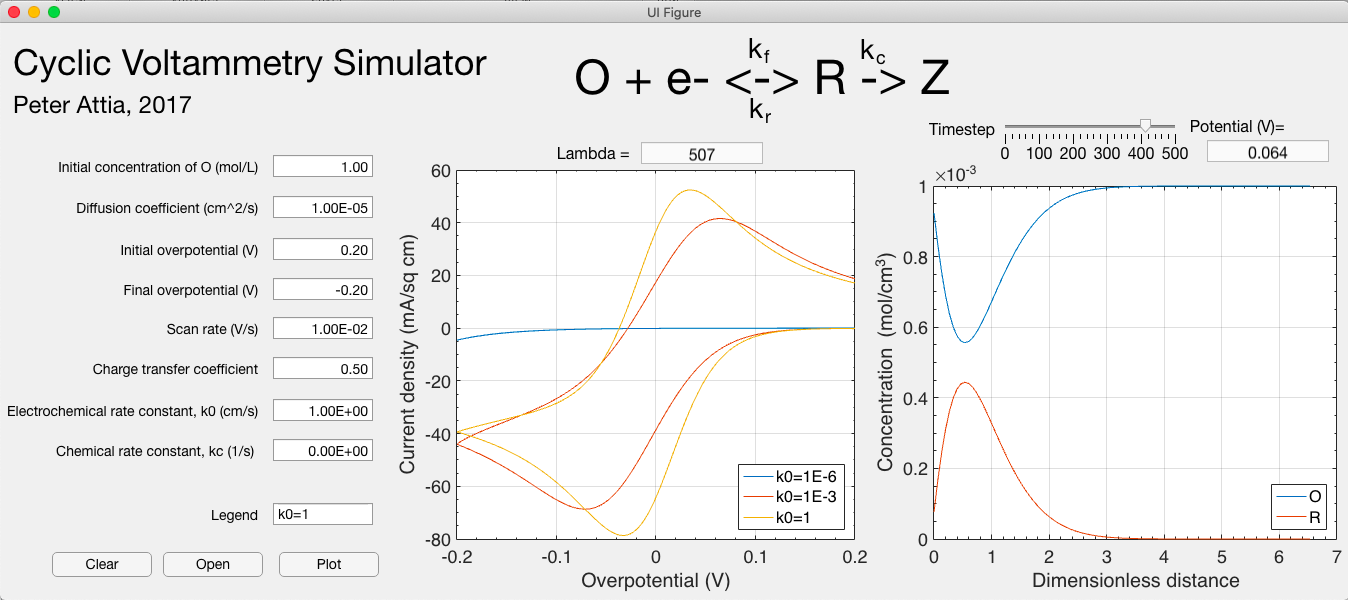 UI Figure
Cyclic Voltammetry Simulator
Peter Attia, 2017
kf
kc
O + e- <-> R -> Z
kr
Initial concentration of O (mol/L) 1.00
Diffusion coefficient (cm^2/s) 1.00E-05
Initial overpotential (V) 0.20
Final overpotential (V) -0.20
Scan rate (V/s) 1.00E-02
Charge transfer coefficient 0.50
Electrochemical rate constant, k0 (cm/s) 1.00E+00
Chemical rate constant, kc (1/s) 0.00E+00
Legend k0=1
Clear Open Plot
Lambda = 507
60
40
20
0
-20
-40
-60
-80
Current density (mA/sq cm)
k0=1E-6
k0=1E-3
k0=1
-0.2 -0.1 0 0.1 0.2
Overpotential (V)
Timestep
0 100 200 300 400 500
Potential (V)=
0.064
×10-3
1
0.8
0.6
0.4
0.2
0
Concentration (mol/cm3)
O
R
0 1 2 3 4 5 6 7
Dimensionless distance